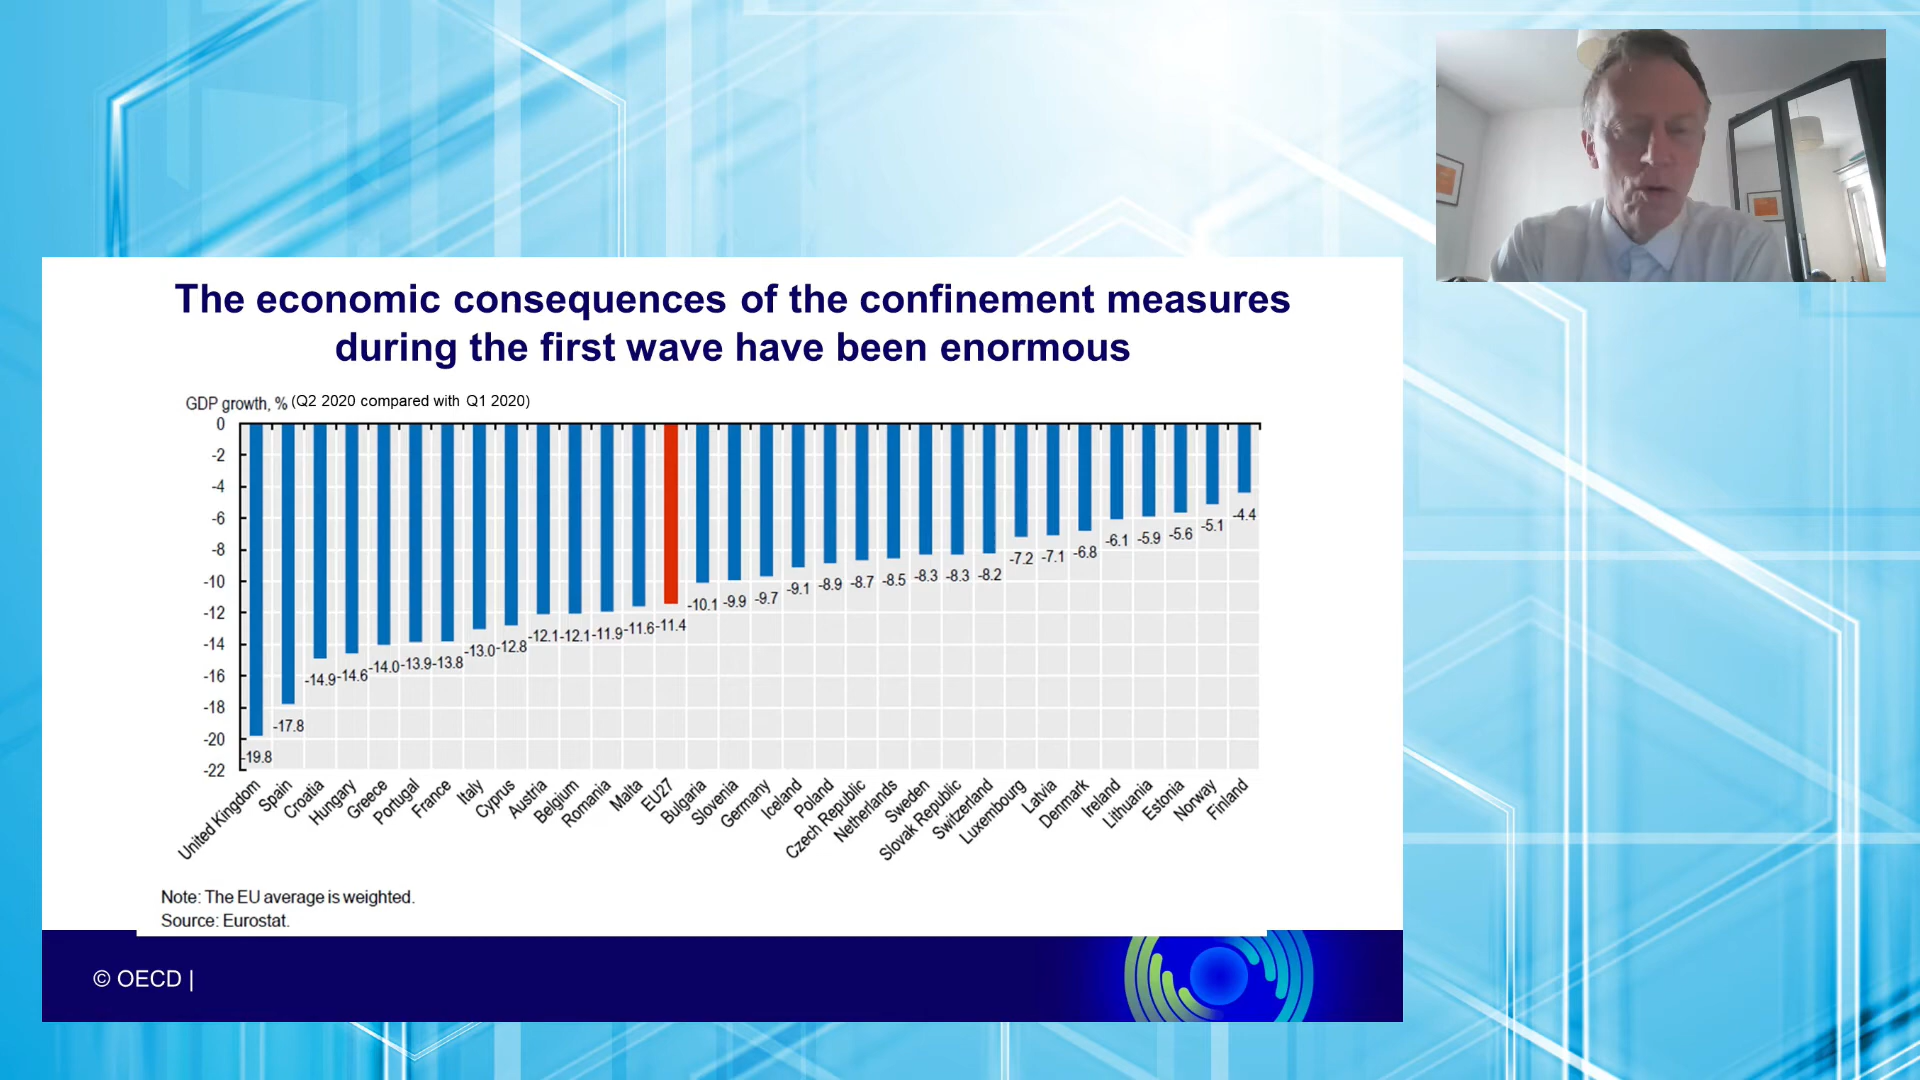 The economic consequences of the confinement measures
during the first wave have been enormous
GDP growth, % (Q2 2020 compared with Q1 2020)
0
-2
-4
-6
-8
-10
-12
-14
-16
-18
-20
-22
-19.8
-17.8
-14.9
-14.6
-14.0
-13.9
-13.8
-13.0
-12.8
-12.1
-12.1
-11.9
-11.6
-11.4
-10.1
-9.9
-9.7
-9.1
-8.9
-8.7
-8.5
-8.3
-8.3
-8.2
-7.2
-7.1
-6.8
-6.1
-5.9
-5.6
-5.1
-4.4
United Kingdom
Spain
Croatia
Hungary
Greece
Portugal
France
Italy
Cyprus
Austria
Belgium
Romania
Malta
EU27
Bulgaria
Slovenia
Germany
Iceland
Poland
Czech Republic
Netherlands
Sweden
Slovak Republic
Switzerland
Luxembourg
Latvia
Denmark
Ireland
Lithuania
Estonia
Norway
Finland
Note: The EU average is weighted.
Source: Eurostat.
© OECD |